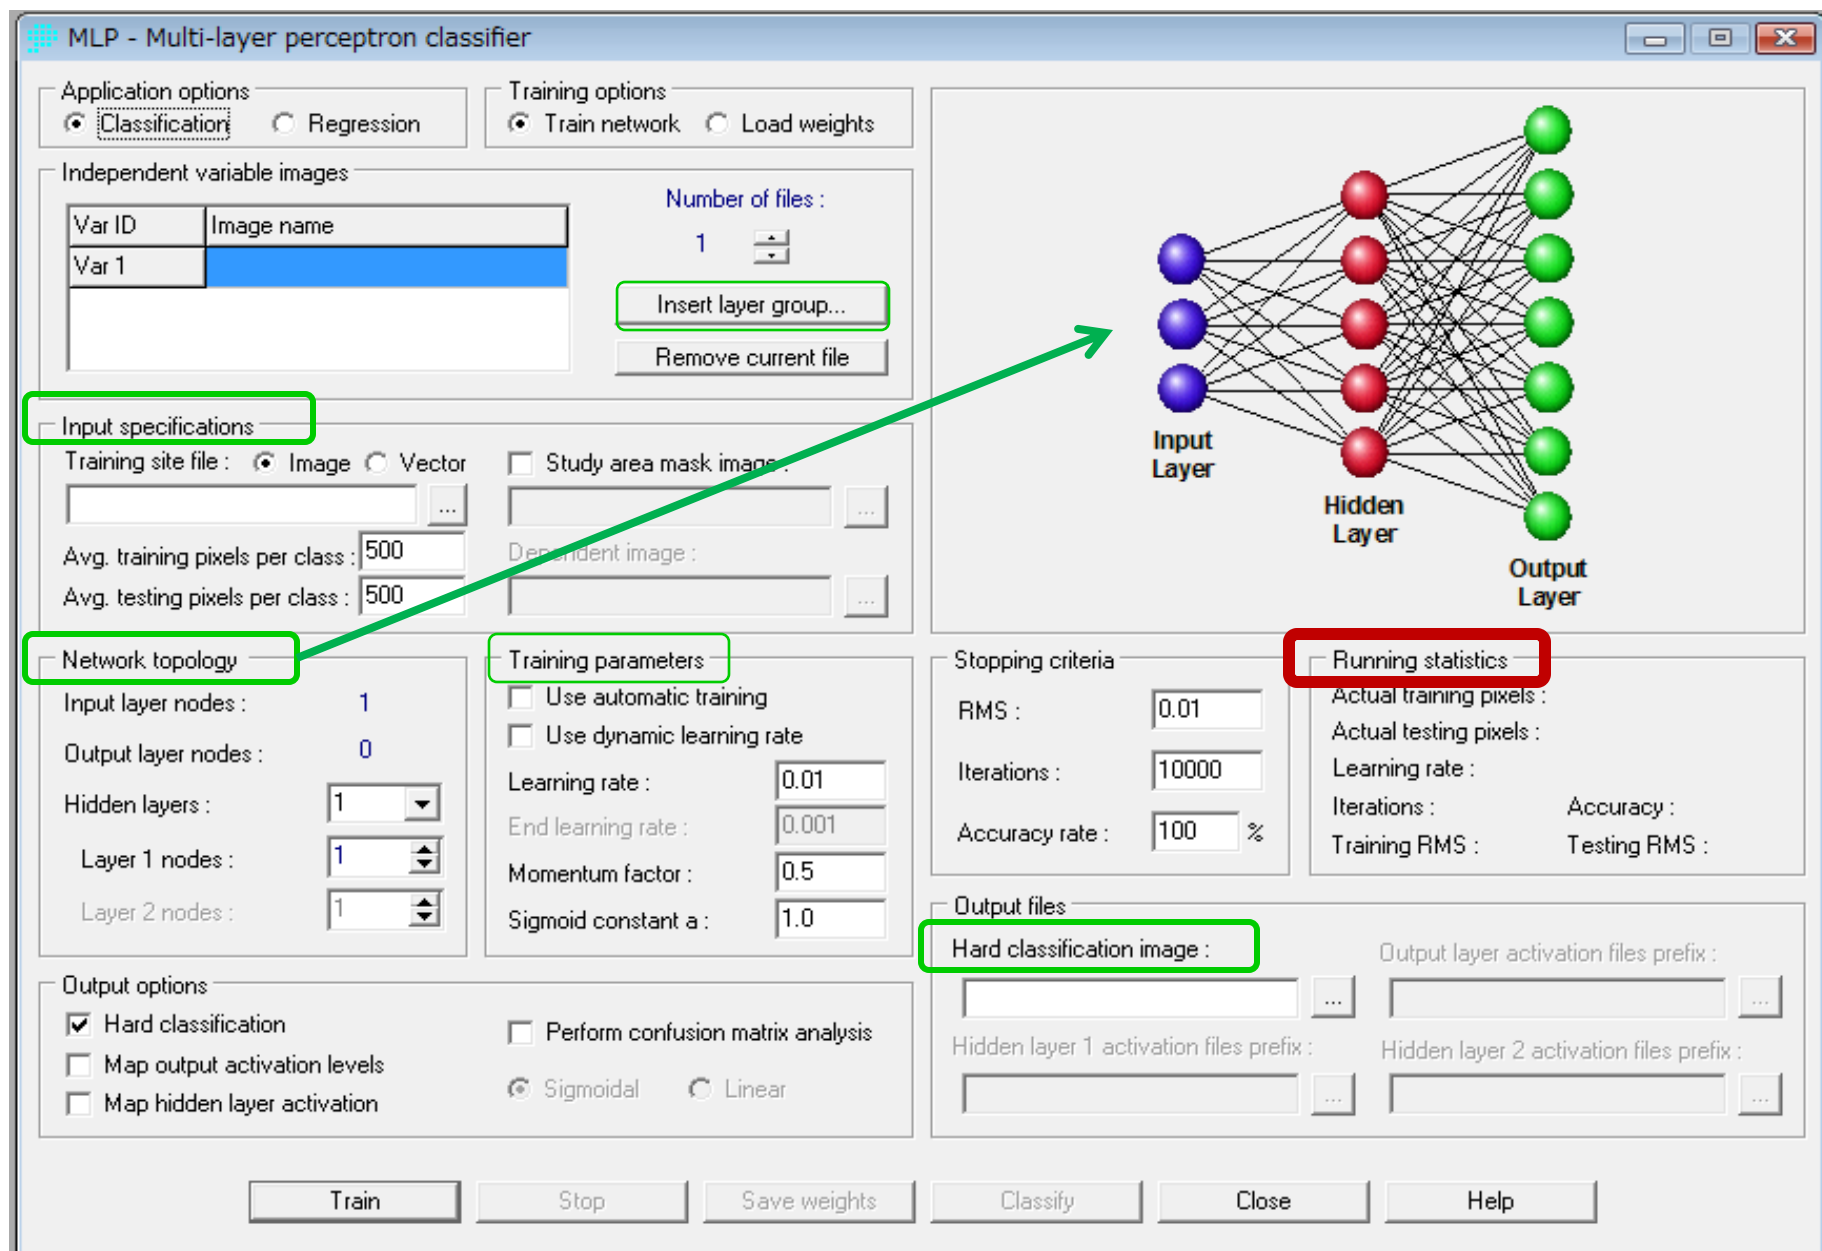 MLP - Multi-layer perceptron classifier
Application options
Classification Regression
Training options
Train network Load weights
Independent variable images
Var ID Image name
Var 1
Number of files :
1
Insert layer group...
Remove current file
Input Layer
Hidden Layer
Output Layer
Input specifications
Training site file : Image Vector
...
Avg. training pixels per class : 500
Avg. testing pixels per class : 500
Study area mask image :
...
Dependent image :
...
Network topology
Input layer nodes : 1
Output layer nodes : 0
Hidden layers : 1
Layer 1 nodes : 1
Layer 2 nodes : 1
Training parameters
Use automatic training
Use dynamic learning rate
Learning rate : 0.01
End learning rate : 0.001
Momentum factor : 0.5
Sigmoid constant a : 1.0
Stopping criteria
RMS : 0.01
Iterations : 10000
Accuracy rate : 100 %
Running statistics
Actual training pixels :
Actual testing pixels :
Learning rate :
Iterations : Accuracy :
Training RMS : Testing RMS :
Output options
Hard classification
Map output activation levels
Map hidden layer activation
Perform confusion matrix analysis
Sigmoidal Linear
Output files
Hard classification image : Output layer activation files prefix :
... ...
Hidden layer 1 activation files prefix : Hidden layer 2 activation files prefix :
... ...
Train Stop Save weights Classify Close Help